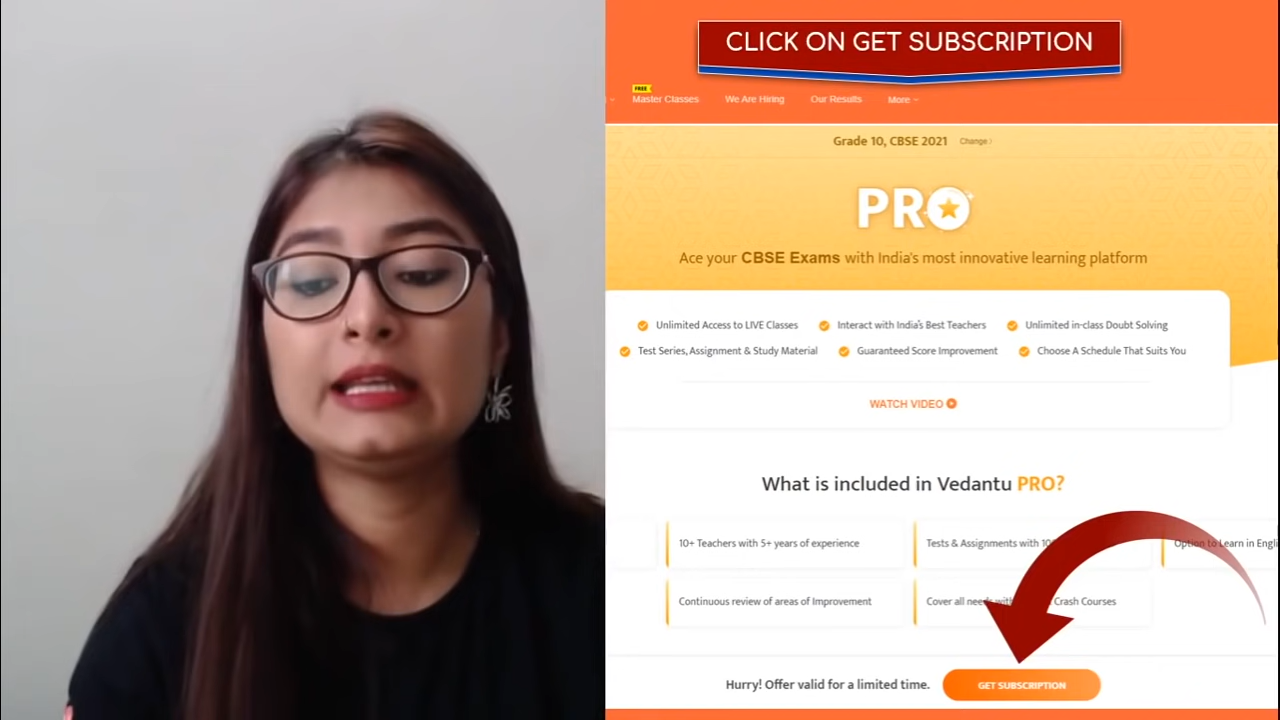 CLICK ON GET SUBSCRIPTION
FREE
Master Classes We Are Hiring Our Results More
Grade 10, CBSE 2021 Change
PRO
Ace your CBSE Exams with India's most innovative learning platform
Unlimited Access to LIVE Classes Interact with India's Best Teachers Unlimited in-class Doubt Solving
Test Series, Assignment & Study Material Guaranteed Score Improvement Choose A Schedule That Suits You
WATCH VIDEO
What is included in Vedantu PRO?
10+ Teachers with 5+ years of experience Tests & Assignments with Option to Learn in
Continuous review of areas of Improvement Cover all needs Crash Courses
Hurry! Offer valid for a limited time. GET SUBSCRIPTION